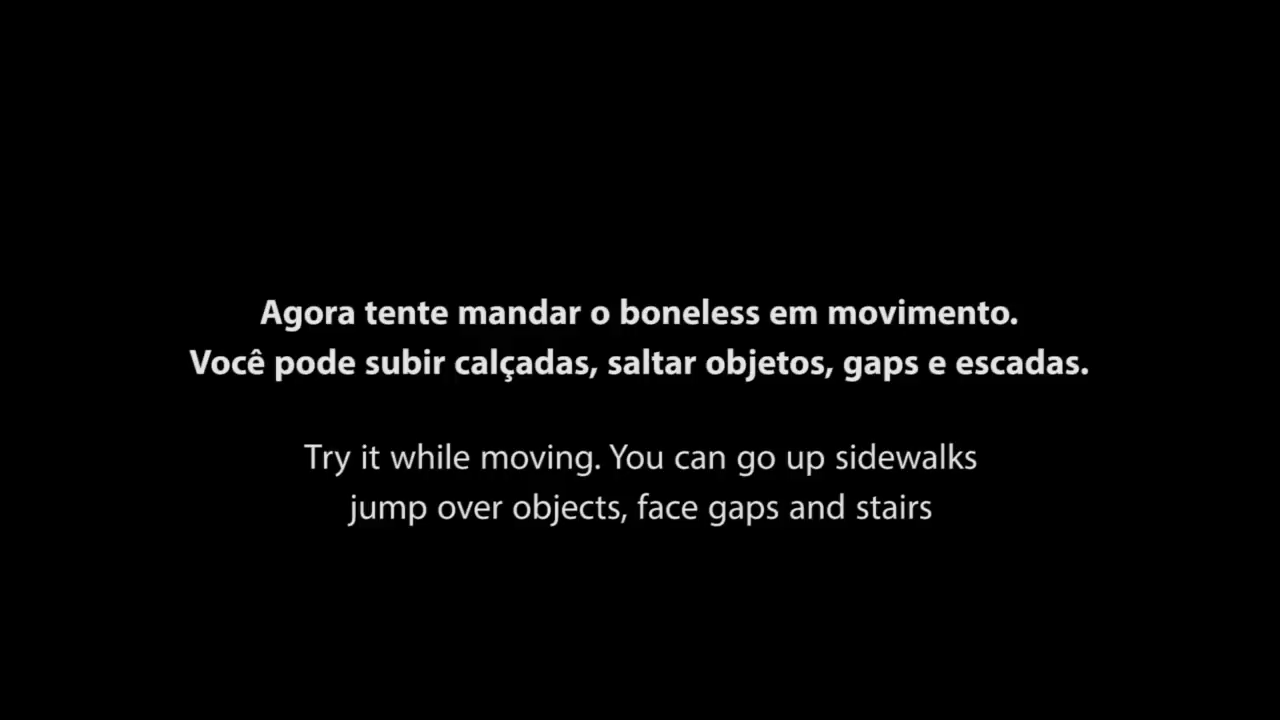 Agora tente mandar o boneless em movimento.
Você pode subir calçadas, saltar objetos, gaps e escadas.
Try it while moving. You can go up sidewalks
jump over objects, face gaps and stairs